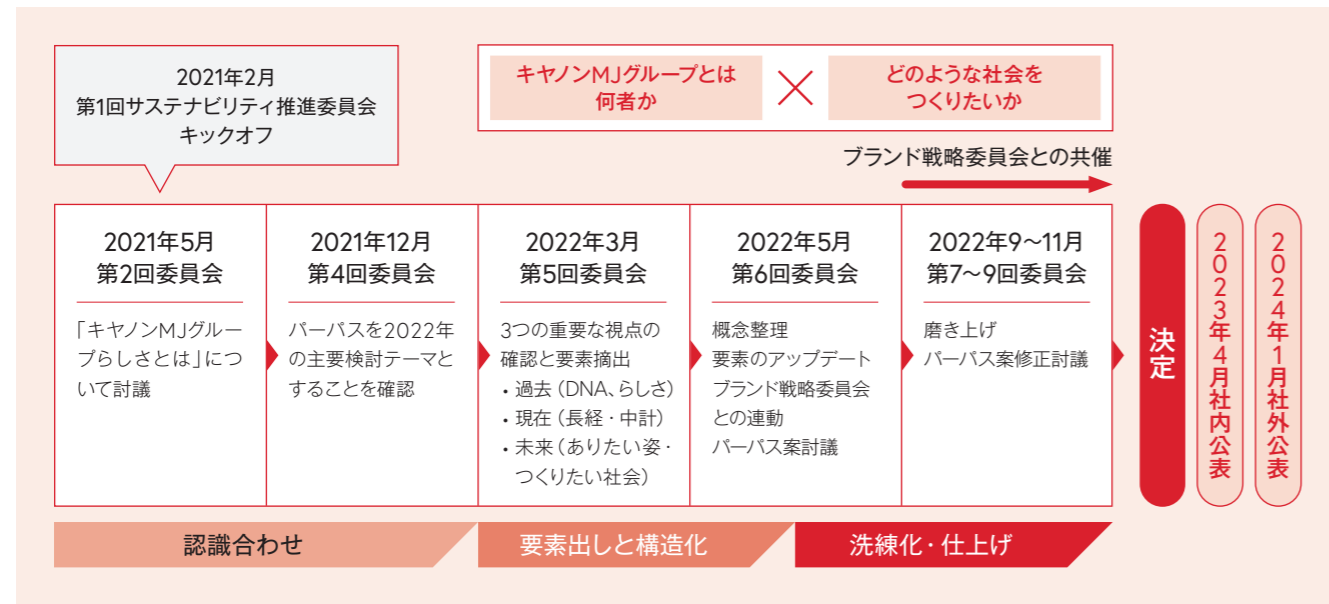 2021年2月
第1回サステナビリティ推進委員会
キックオフ
キヤノンMJグループとは
何者か
×
どのような社会を
つくりたいか
ブランド戦略委員会との共催
2021年5月
第2回委員会
「キヤノンMJグルー
プらしさとは」につ
いて討議
2021年12月
第4回委員会
パーパスを2022年
の主要検討テーマと
することを確認
2022年3月
第5回委員会
3つの重要な視点の
確認と要素摘出
・過去（DNA、らしさ）
・現在（長経・中計）
・未来（ありたい姿・
つくりたい社会）
2022年5月
第6回委員会
概念整理
要素のアップデート
ブランド戦略委員会
との連動
パーパス案討議
2022年9〜11月
第7〜9回委員会
磨き上げ
パーパス案修正討議
決定
2023年4月社内公表
2024年1月社外公表
認識合わせ
要素出しと構造化
洗練化・仕上げ